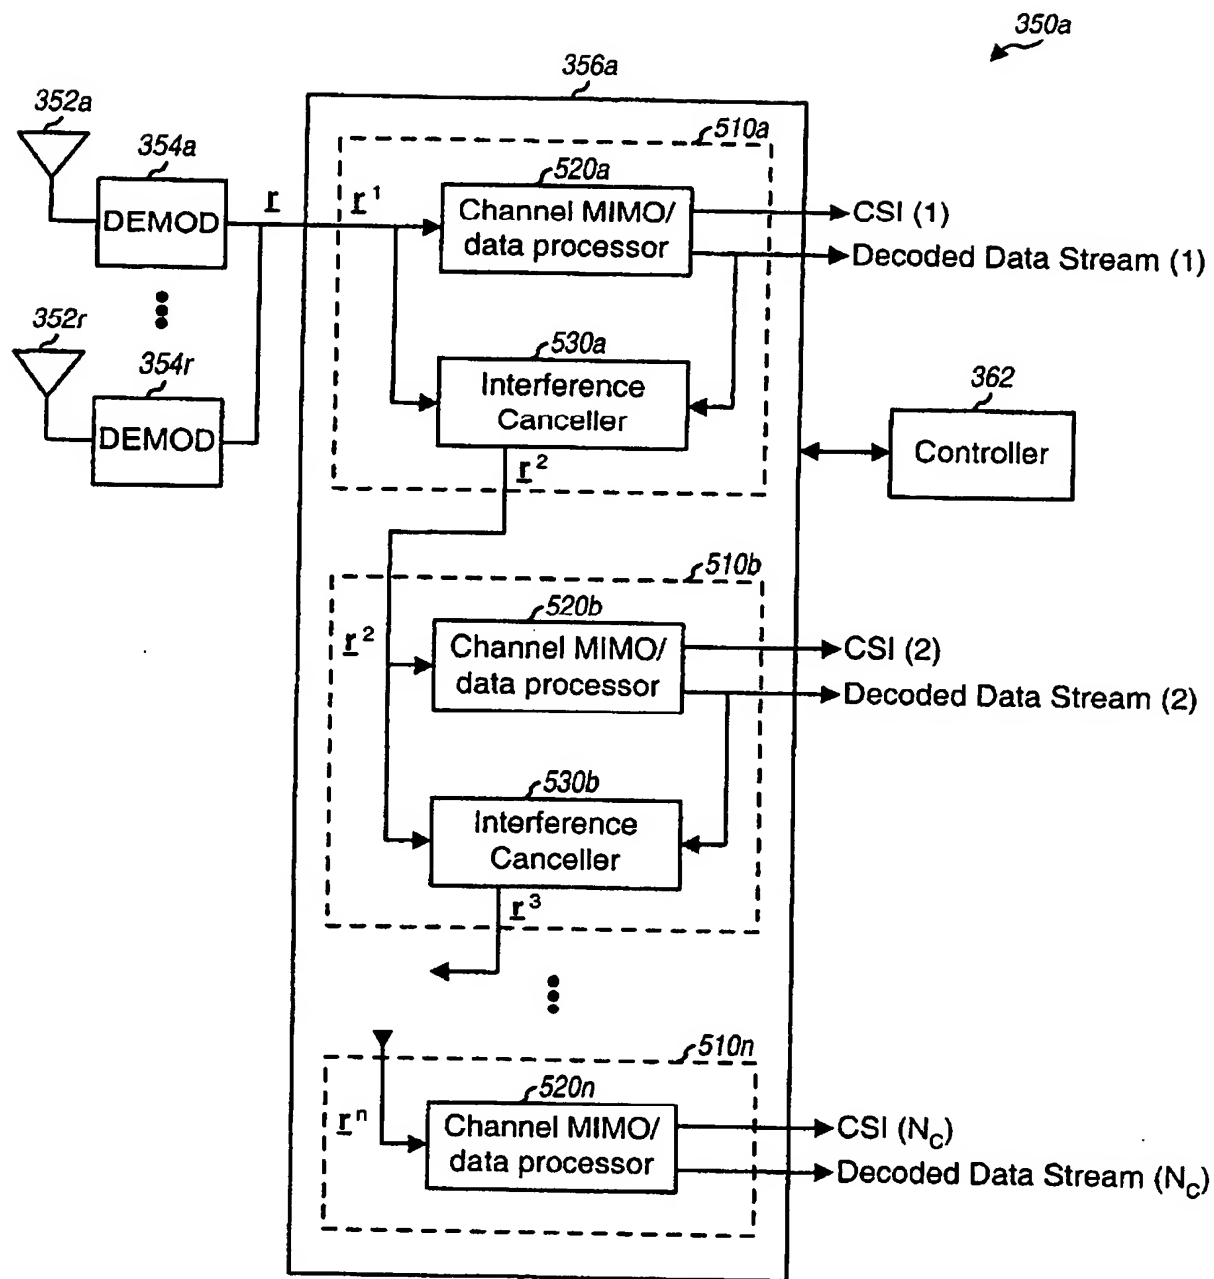 350a
356a
352a
354a
DEMOD
r
r 1
510a
520a
Channel MIMO/
data processor
CSI (1)
Decoded Data Stream (1)
352r
354r
DEMOD
530a
Interference
Canceller
r 2
362
Controller
510b
520b
r 2
Channel MIMO/
data processor
CSI (2)
Decoded Data Stream (2)
530b
Interference
Canceller
r 3
510n
520n
r n
Channel MIMO/
data processor
CSI (NC)
Decoded Data Stream (NC)